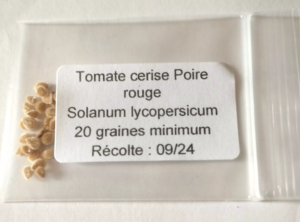 Tomate cerise Poire
rouge
Solanum lycopersicum
20 graines minimum
Récolte : 09/24